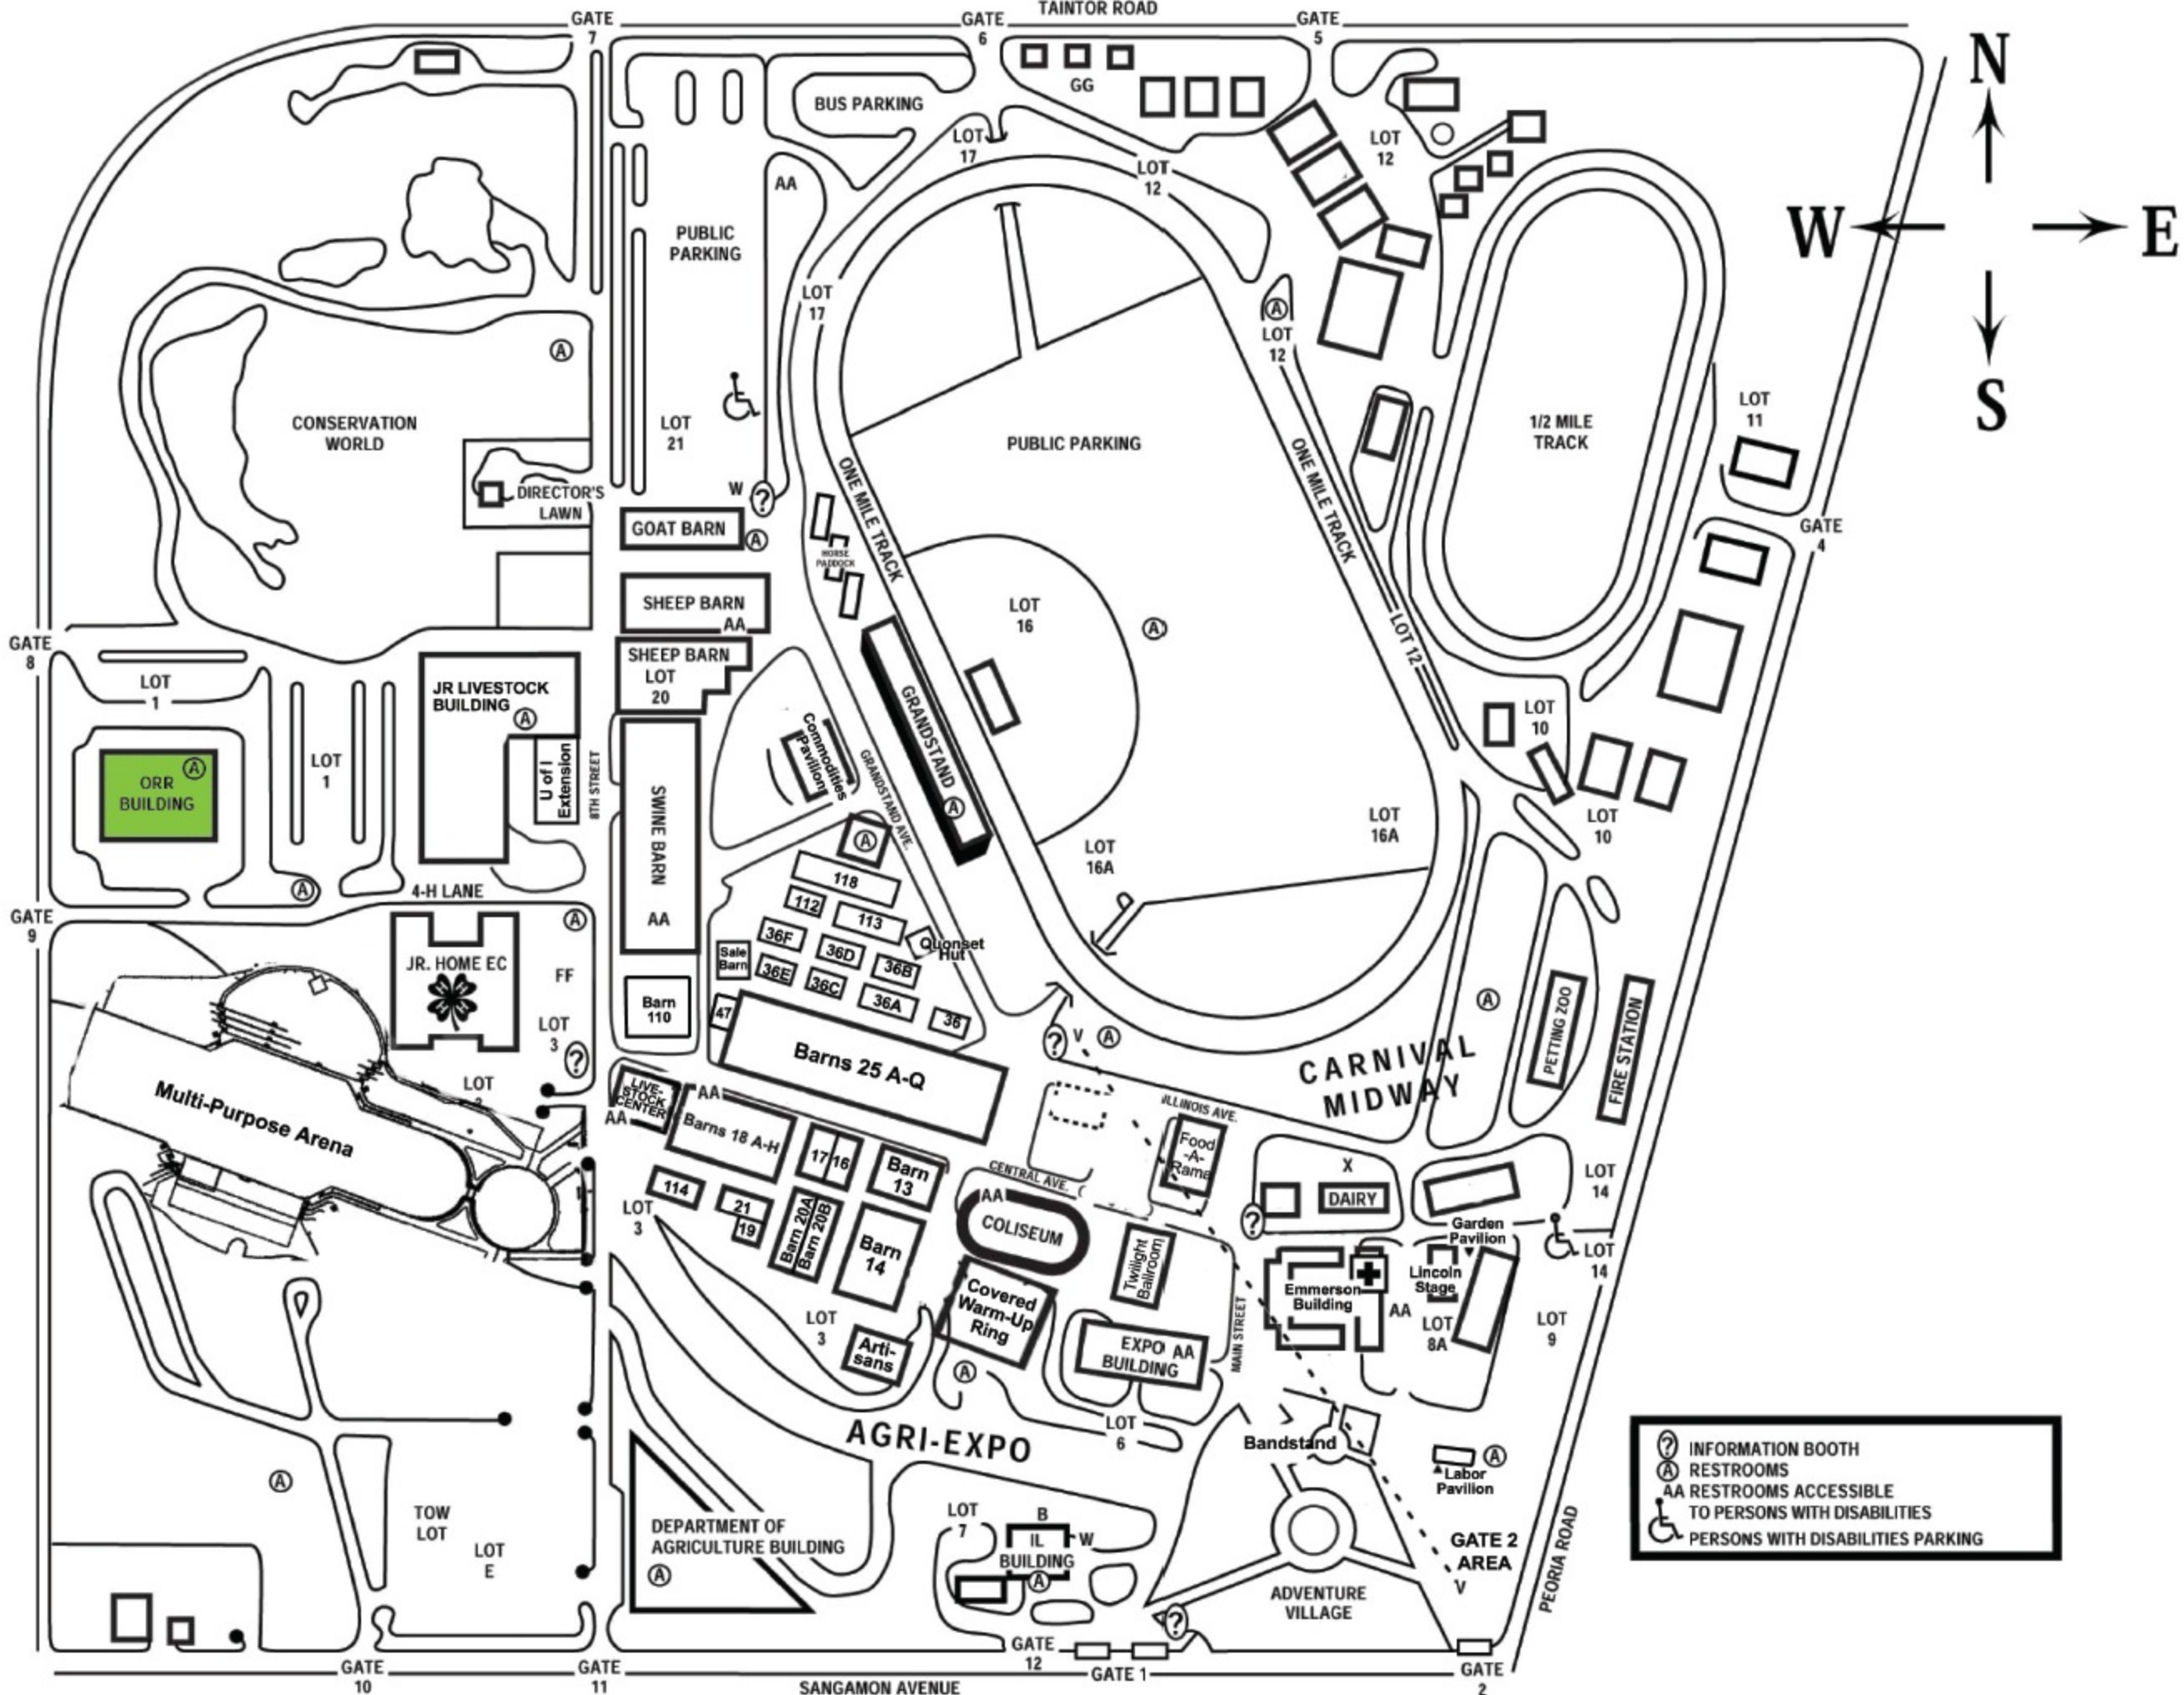 TAINTOR ROAD
GATE
7
GATE
6
GATE
5
N
W
E
S
GG
BUS PARKING
LOT
17
LOT
12
LOT
12
AA
PUBLIC
PARKING
LOT
17
A
LOT
12
A
CONSERVATION
WORLD
LOT
21
PUBLIC PARKING
ONE MILE TRACK
ONE MILE TRACK
1/2 MILE
TRACK
LOT
11
DIRECTOR'S
LAWN
W
?
GOAT BARN
A
HORSE
PADDOCK
GATE
4
SHEEP BARN
AA
LOT
16
A
LOT 12
GATE
8
LOT
1
JR LIVESTOCK
BUILDING
A
SHEEP BARN
LOT
20
GRANDSTAND
A
LOT
10
ORR
BUILDING
A
LOT
1
U of I
Extension
8TH STREET
SWINE BARN
AA
Commodities
Pavilion
GRANDSTAND AVE.
LOT
16A
LOT
16A
LOT
10
A
118
112
113
A
4-H LANE
GATE
9
A
JR. HOME EC
FF
36F
36D
36B
Quonset
Hut
Sale
Barn
36E
36C
36A
36
Barn
110
47
LOT
3
?
?
V
A
A
PETTING ZOO
FIRE STATION
Barns 25 A-Q
CARNIVAL
MIDWAY
Multi-Purpose Arena
LOT
LIVE-
STOCK
CENTER
AA
AA
Barns 18 A-H
17
16
Barn
13
ILLINOIS AVE.
Food
-A-
Rama
CENTRAL AVE.
X
DAIRY
LOT
14
114
21
19
Barn 20A
Barn 20B
Barn
14
AA
COLISEUM
LOT
3
?
Garden
Pavilion
LOT
14
Twilight
Ballroom
Emmerson
Building
Lincoln
Stage
AA
LOT
8A
LOT
9
Covered
Warm-Up
Ring
LOT
3
Arti-
sans
EXPO AA
BUILDING
MAIN STREET
A
LOT
6
AGRI-EXPO
Bandstand
A
Labor
Pavilion
A
TOW
LOT
LOT
E
DEPARTMENT OF
AGRICULTURE BUILDING
A
LOT
7
B
IL
BUILDING
W
A
GATE 2
AREA
V
ADVENTURE
VILLAGE
?
PEORIA ROAD
? INFORMATION BOOTH
A RESTROOMS
AA RESTROOMS ACCESSIBLE
TO PERSONS WITH DISABILITIES
PERSONS WITH DISABILITIES PARKING
GATE
10
GATE
11
SANGAMON AVENUE
GATE
12
GATE 1
GATE
2